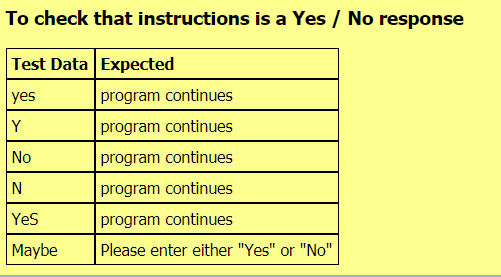 To check that instructions is a Yes / No response
Test Data Expected
yes program continues
Y program continues
No program continues
N program continues
YeS program continues
Maybe Please enter either "Yes" or "No"